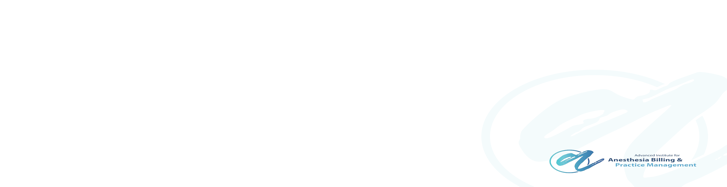 Advanced Institute for
Anesthesia Billing &
Practice Management